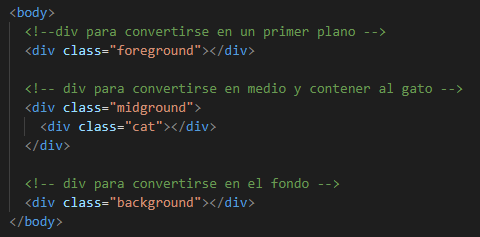 <body>
<!--div para convertirse en un primer plano -->
<div class="foreground"></div>
<!-- div para convertirse en medio y contener al gato -->
<div class="midground">
<div class="cat"></div>
</div>
<!-- div para convertirse en el fondo -->
<div class="background"></div>
</body>